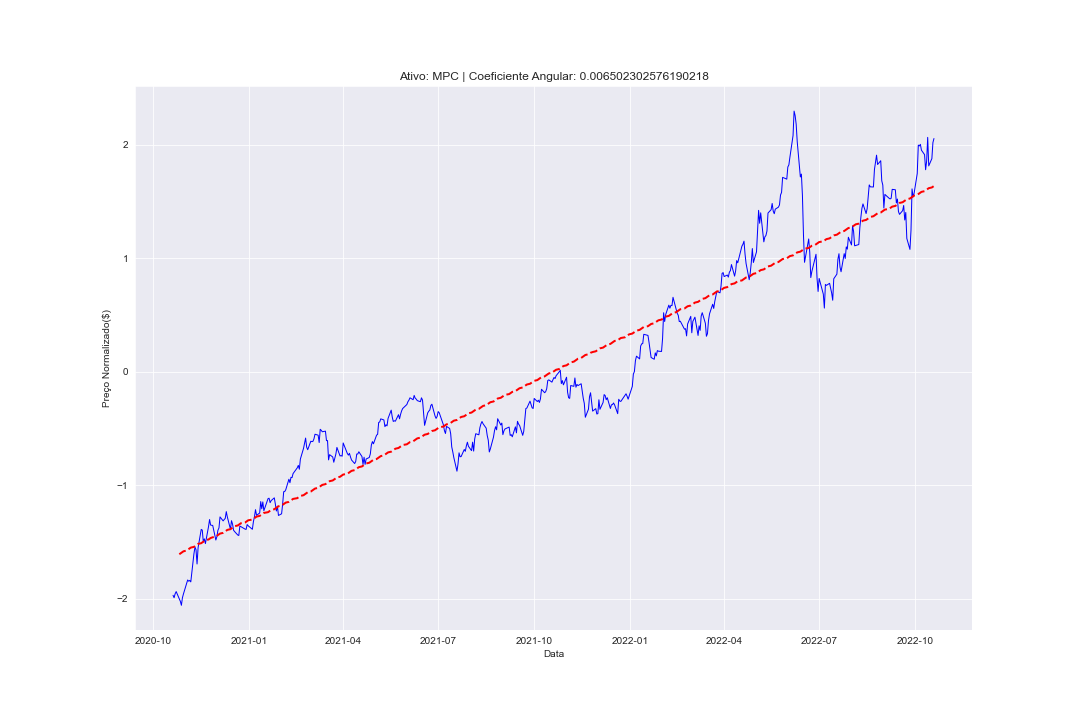 Ativo: MPC | Coeficiente Angular: 0.006502302576190218
2
1
0
−1
−2
Preço Normalizado($)
2020-10 2021-01 2021-04 2021-07 2021-10 2022-01 2022-04 2022-07 2022-10
Data